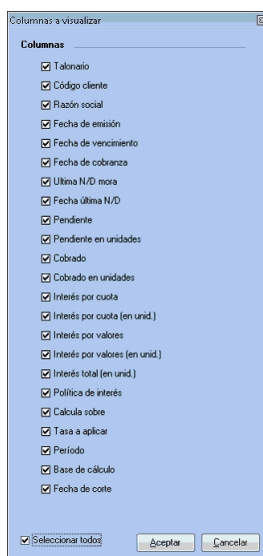 Columnas a visualizar
Columnas
Talonario
Código cliente
Razón social
Fecha de emisión
Fecha de vencimiento
Fecha de cobranza
Ultima N/D mora
Fecha última N/D
Pendiente
Pendiente en unidades
Cobrado
Cobrado en unidades
Interés por cuota
Interés por cuota (en unid.)
Interés por valores
Interés por valores (en unid.)
Interés total (en unid.)
Política de interés
Calcula sobre
Tasa a aplicar
Período
Base de cálculo
Fecha de corte
Seleccionar todos
Aceptar
Cancelar